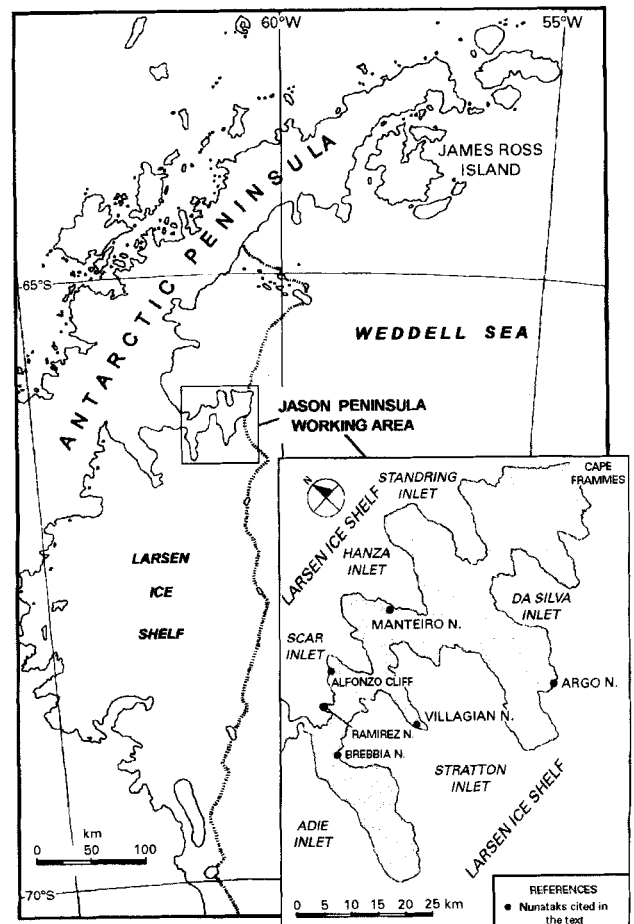 60°W
55°W
JAMES ROSS
ISLAND
ANTARCTIC PENINSULA
65°S
WEDDELL SEA
JASON PENINSULA
WORKING AREA
LARSEN
ICE
SHELF
km
0 50 100
70°S
N
STANDRING
INLET
CAPE
FRAMMES
LARSEN ICE SHELF
HANZA
INLET
DA SILVA
INLET
MANTEIRO N.
SCAR
INLET
ALFONZO CLIFF
ARGO N.
VILLAGIAN N.
RAMIREZ N.
BREBBIA N.
STRATTON
INLET
ADIE
INLET
LARSEN ICE SHELF
0 5 10 15 20 25 km
REFERENCES
● Nunataks cited in
the text